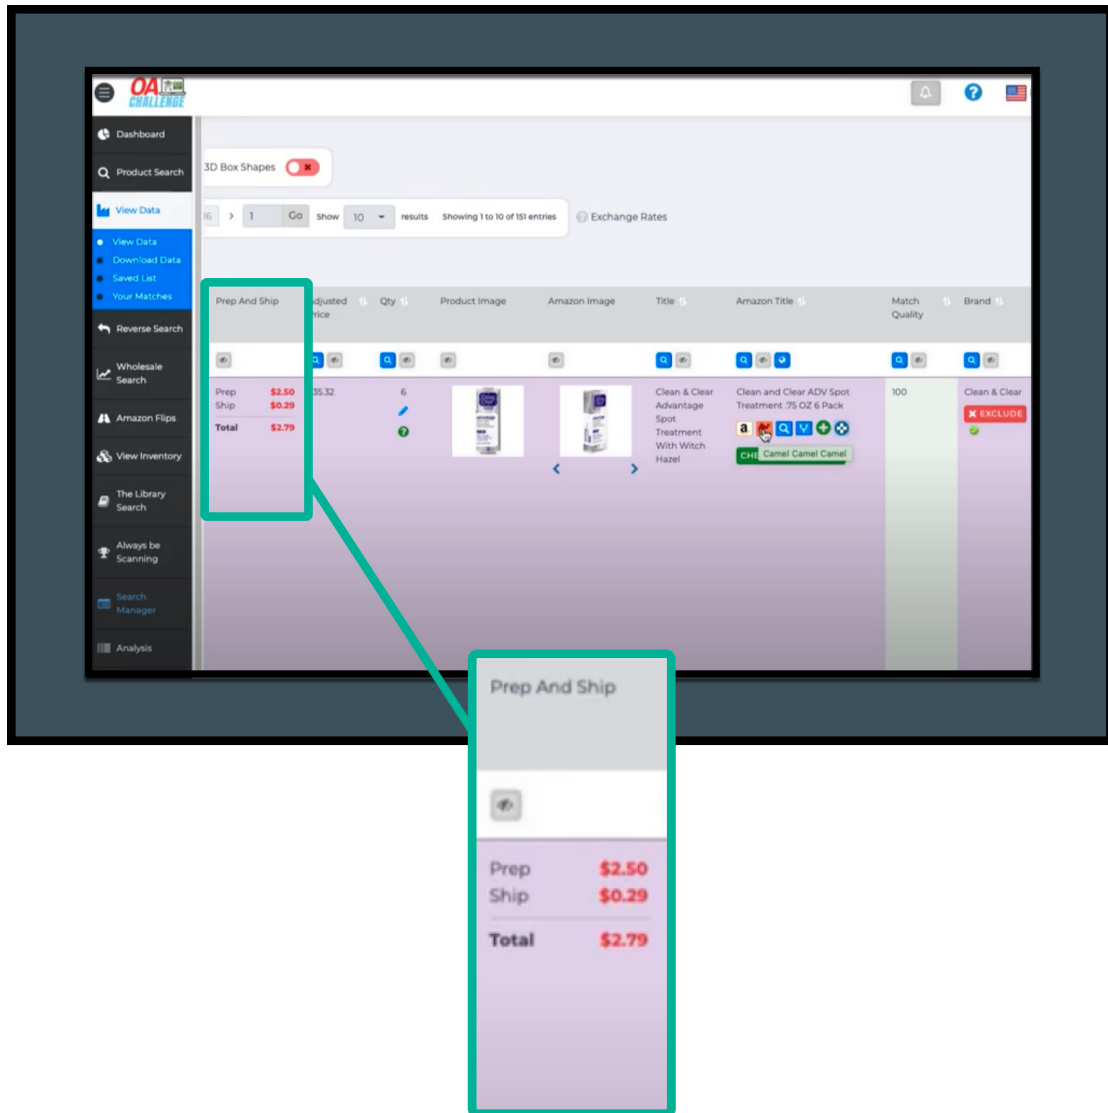 OA
CHALLENGE
Dashboard
Product Search
View Data
View Data
Download Data
Saved List
Your Matches
Reverse Search
Wholesale
Search
Amazon Flips
View Inventory
The Library
Search
Always be
Scanning
Search
Manager
Analysis
3D Box Shapes
16 > 1 Go Show 10 results Showing 1 to 10 of 151 entries Exchange Rates
Prep And Ship
Qty
Product Image
Amazon Image
Title
Amazon Title
Match
Quality
Brand
Prep $2.50
Ship $0.29
Total $2.79
35.32
6
Clean & Clear
Advantage
Spot
Treatment
With Witch
Hazel
Clean and Clear ADV Spot
Treatment .75 OZ 6 Pack
a
Camel Camel Camel
100
Clean & Clear
EXCLUDE
Prep And Ship
Prep $2.50
Ship $0.29
Total $2.79